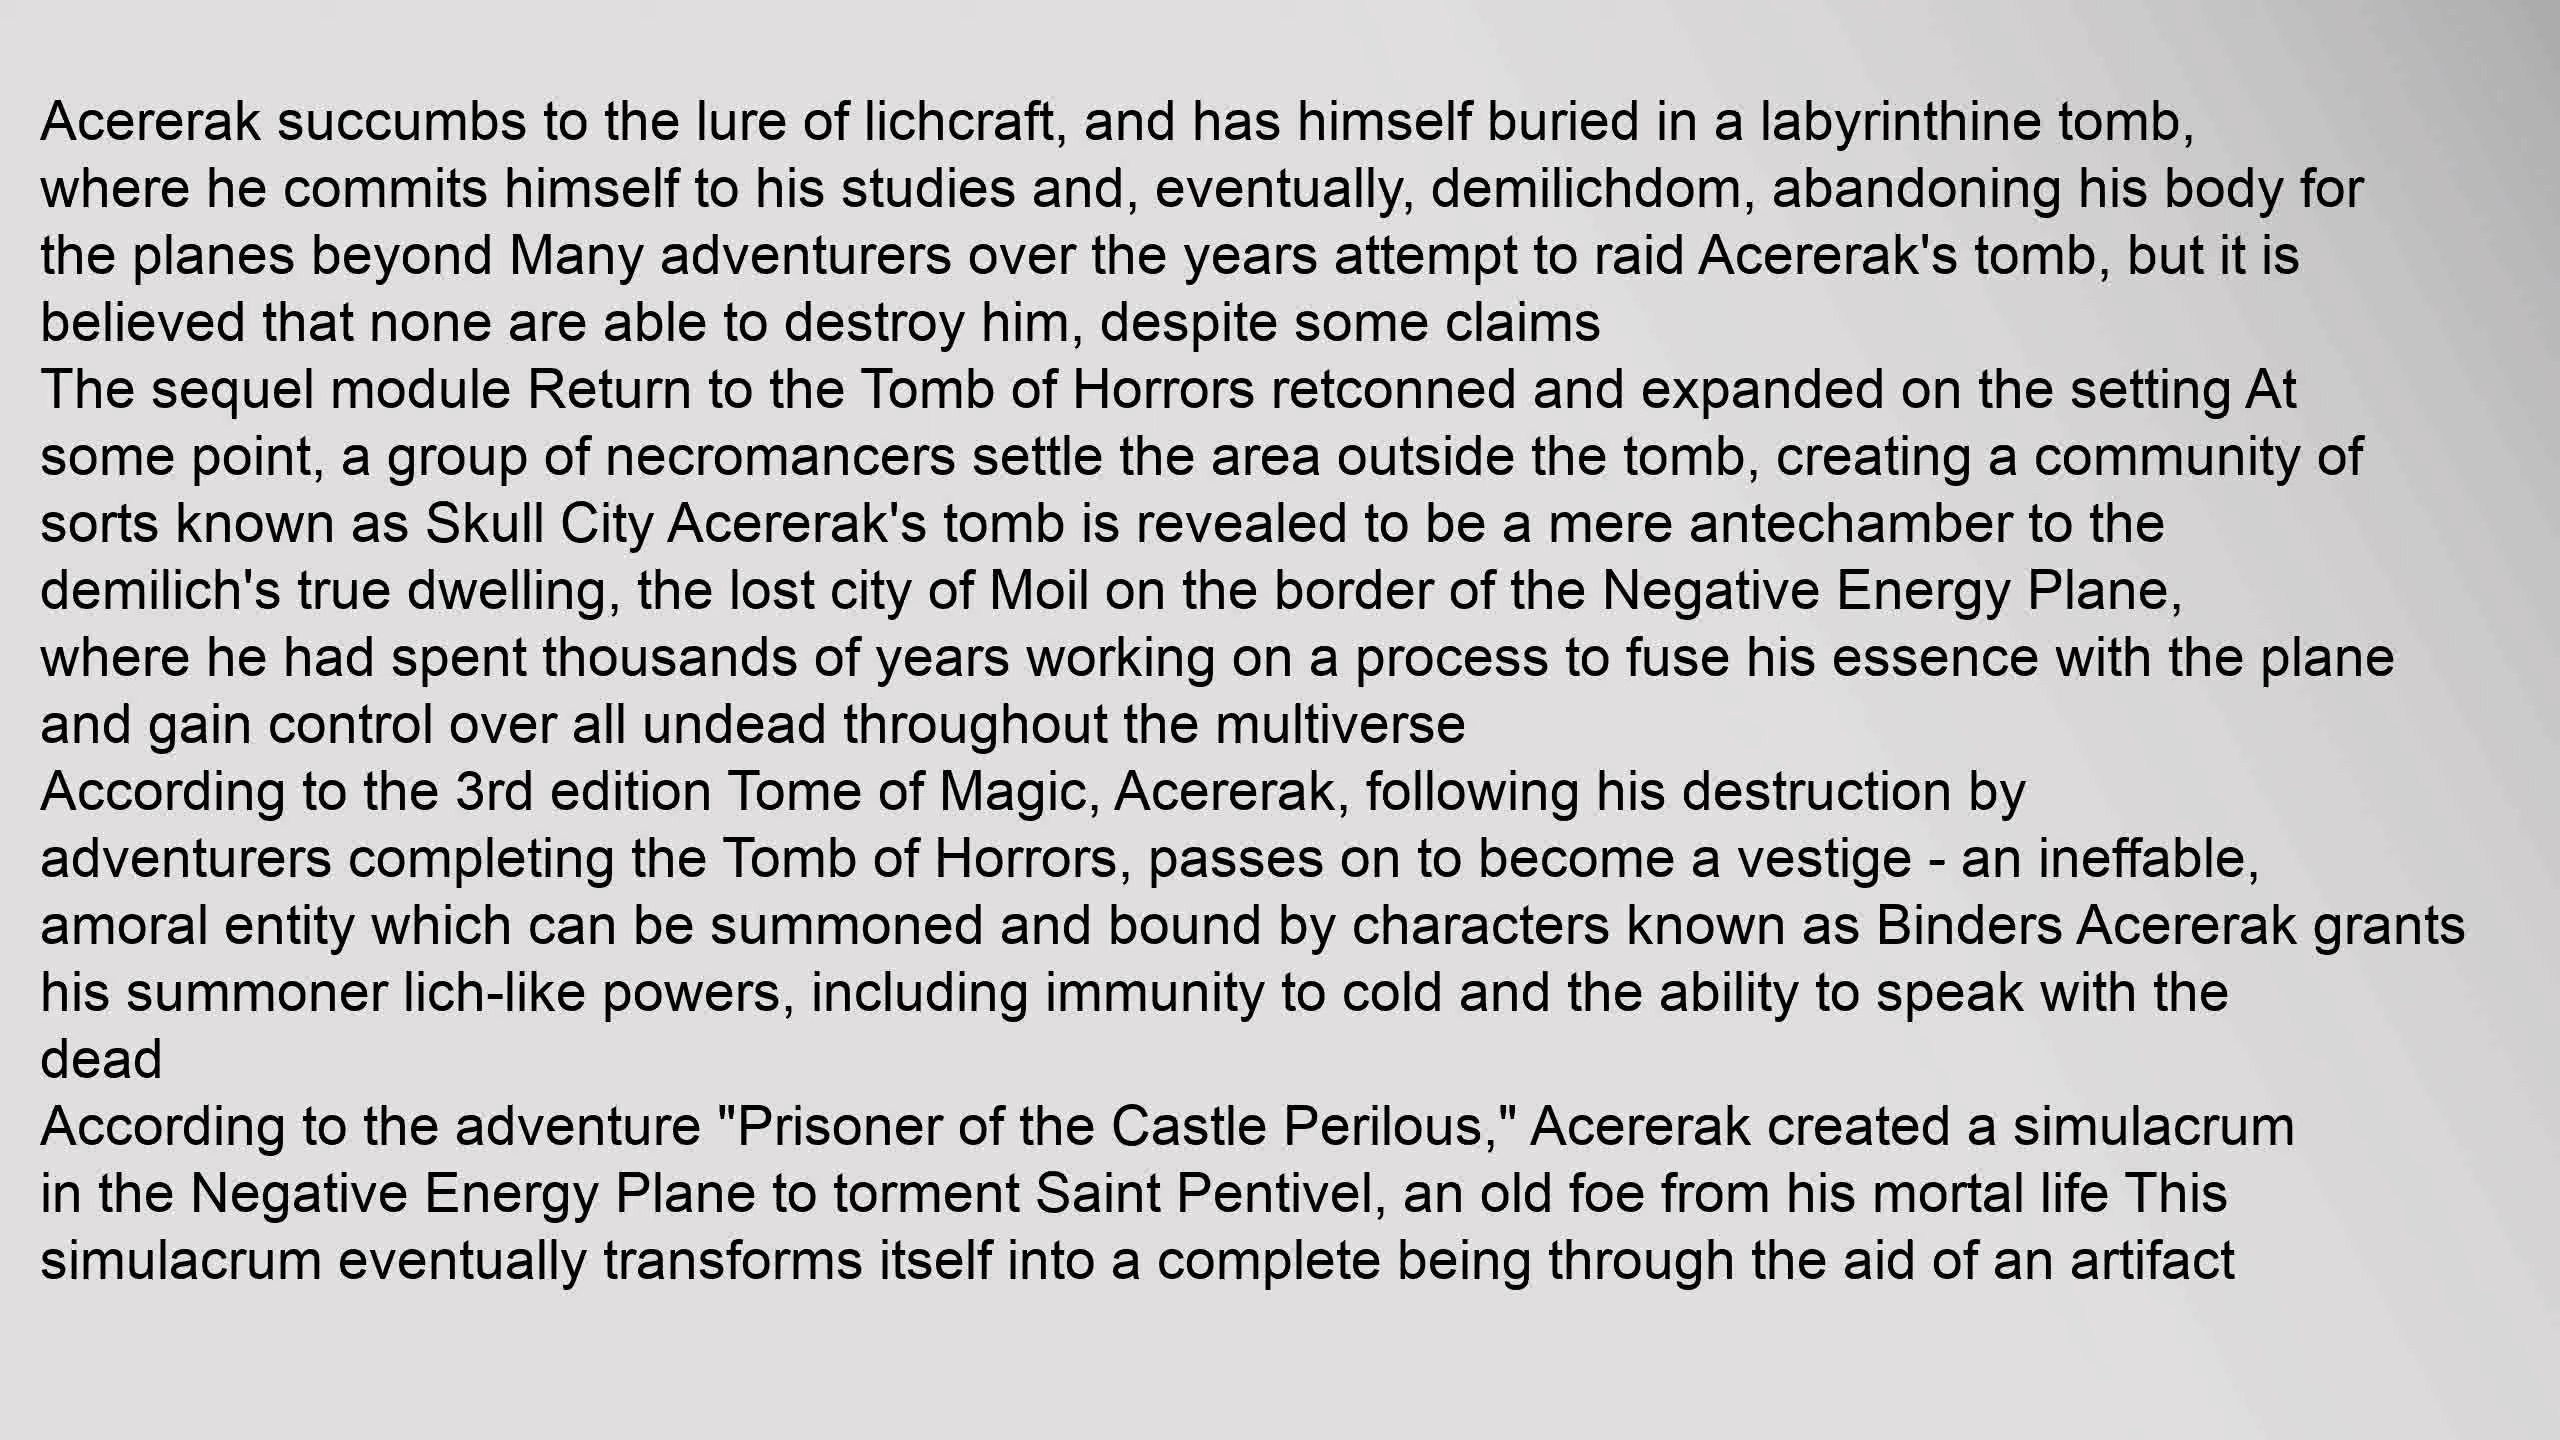 Acererak succumbs to the lure of lichcraft, and has himself buried in a labyrinthine tomb,
where he commits himself to his studies and, eventually, demilichdom, abandoning his body for
the planes beyond Many adventurers over the years attempt to raid Acererak's tomb, but it is
believed that none are able to destroy him, despite some claims
The sequel module Return to the Tomb of Horrors retconned and expanded on the setting At
some point, a group of necromancers settle the area outside the tomb, creating a community of
sorts known as Skull City Acererak's tomb is revealed to be a mere antechamber to the
demilich's true dwelling, the lost city of Moil on the border of the Negative Energy Plane,
where he had spent thousands of years working on a process to fuse his essence with the plane
and gain control over all undead throughout the multiverse
According to the 3rd edition Tome of Magic, Acererak, following his destruction by
adventurers completing the Tomb of Horrors, passes on to become a vestige - an ineffable,
amoral entity which can be summoned and bound by characters known as Binders Acererak grants
his summoner lich-like powers, including immunity to cold and the ability to speak with the
dead
According to the adventure "Prisoner of the Castle Perilous," Acererak created a simulacrum
in the Negative Energy Plane to torment Saint Pentivel, an old foe from his mortal life This
simulacrum eventually transforms itself into a complete being through the aid of an artifact